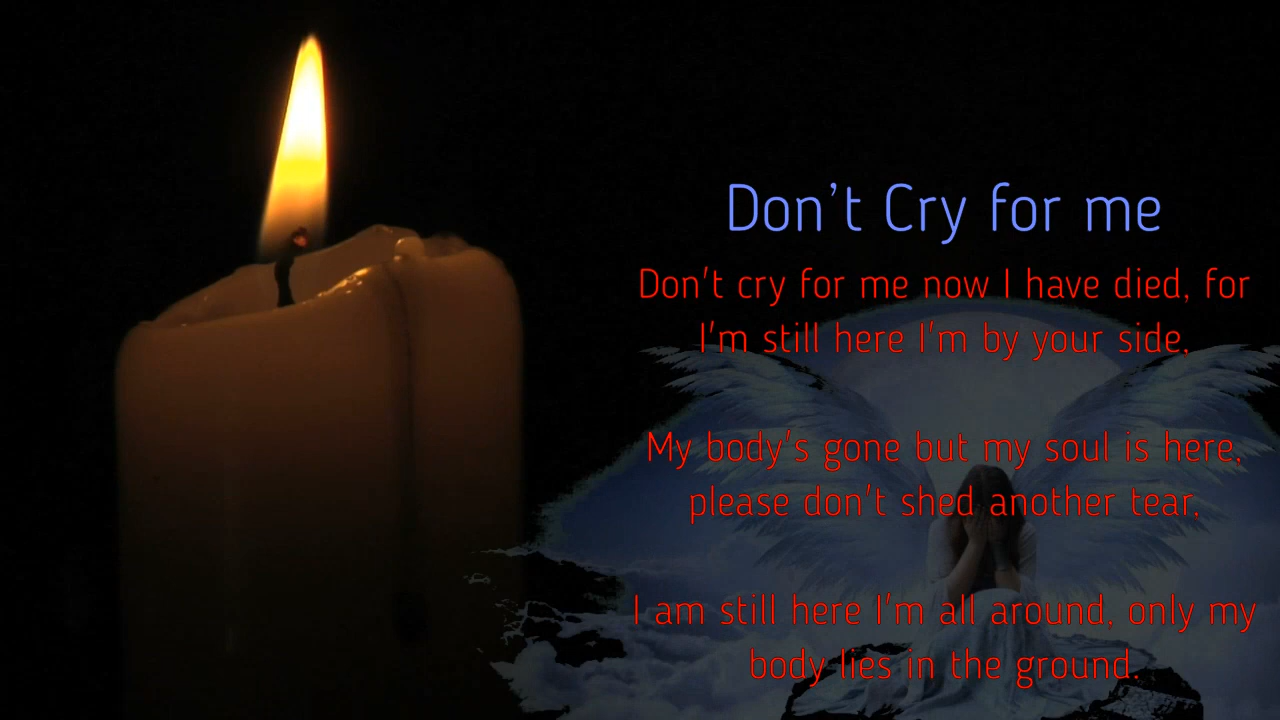 Don’t Cry for me
Don't cry for me now I have died, for
I'm still here I'm by your side,
My body's gone but my soul is here,
please don't shed another tear,
I am still here I'm all around, only my
body lies in the ground.